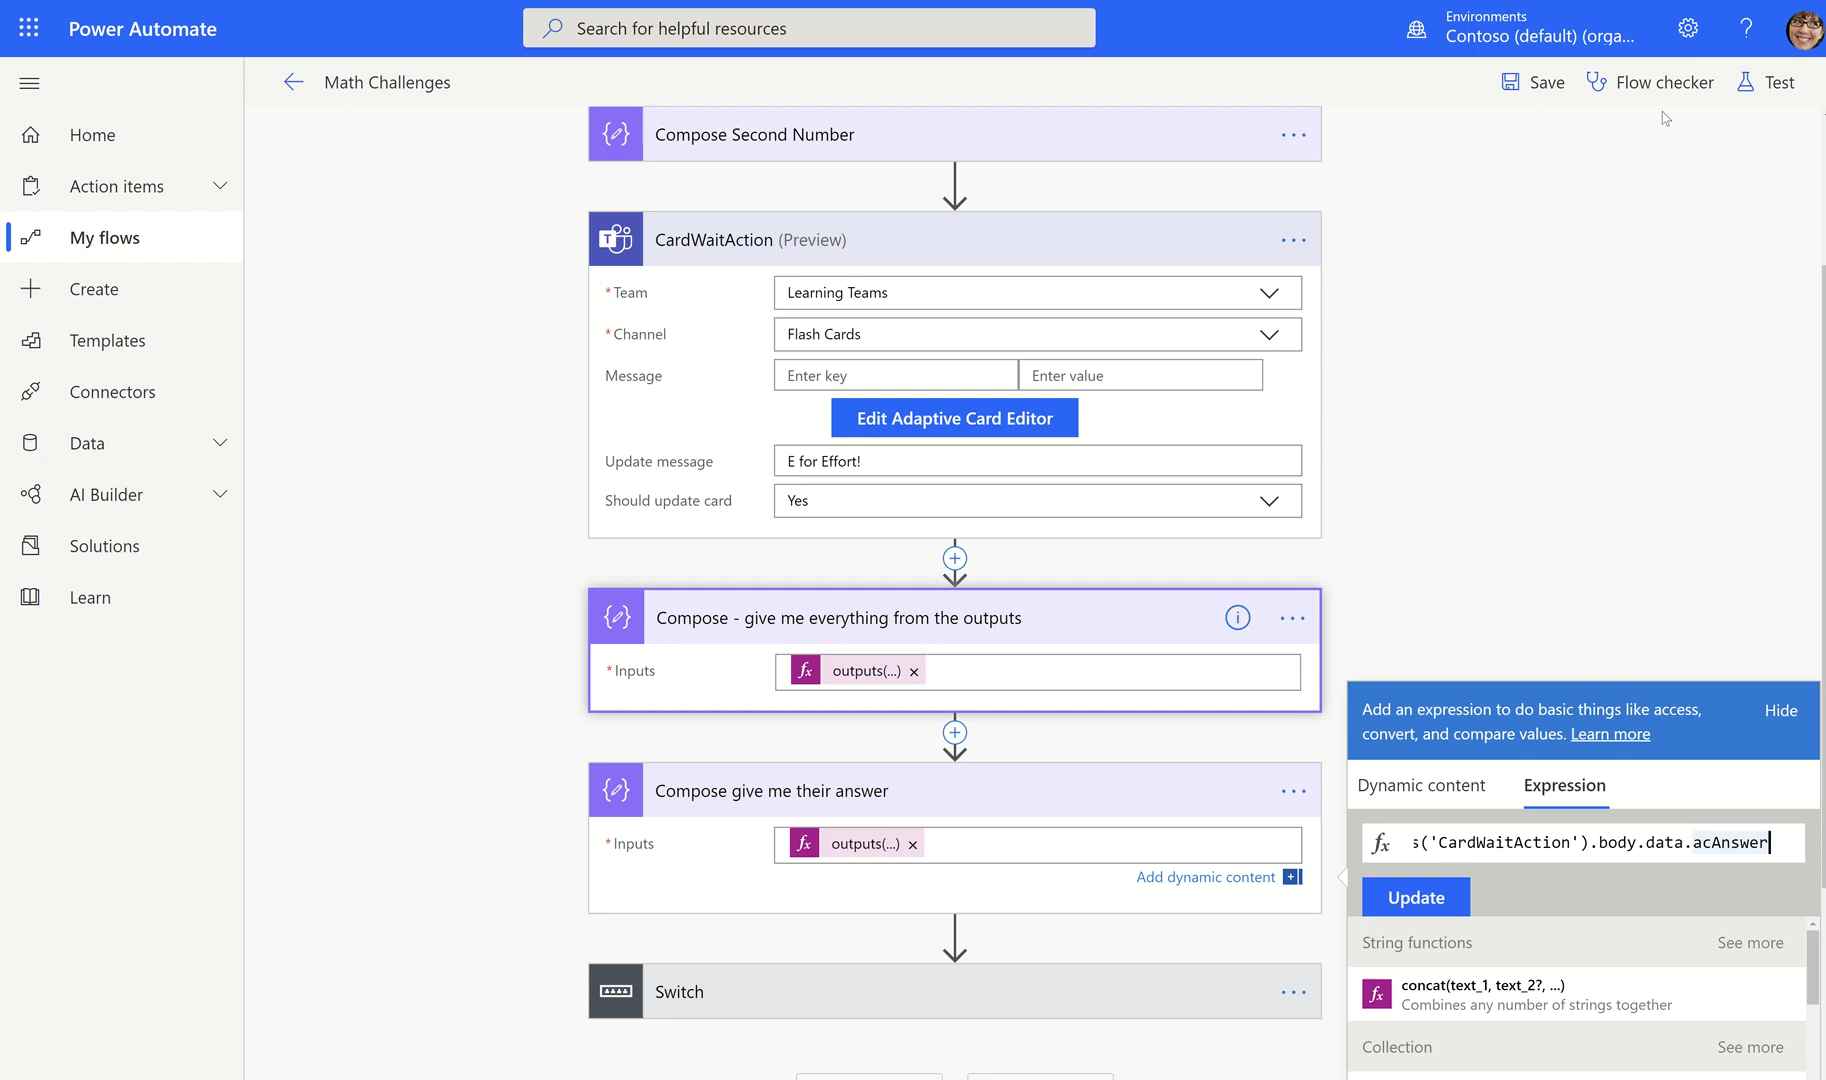 Power Automate
Search for helpful resources
Environments
Contoso (default) (orga...
?
Math Challenges
Save
Flow checker
Test
Home
Action items
My flows
Create
Templates
Connectors
Data
AI Builder
Solutions
Learn
Compose Second Number
CardWaitAction (Preview)
* Team
Learning Teams
* Channel
Flash Cards
Message
Enter key
Enter value
Edit Adaptive Card Editor
Update message
E for Effort!
Should update card
Yes
Compose - give me everything from the outputs
* Inputs
fx outputs(...) ×
Compose give me their answer
* Inputs
fx outputs(...) ×
Add dynamic content
Switch
Add an expression to do basic things like access,
convert, and compare values. Learn more
Hide
Dynamic content
Expression
fx s('CardWaitAction').body.data.acAnswer
Update
String functions
See more
fx concat(text_1, text_2?, ...)
Combines any number of strings together
Collection
See more